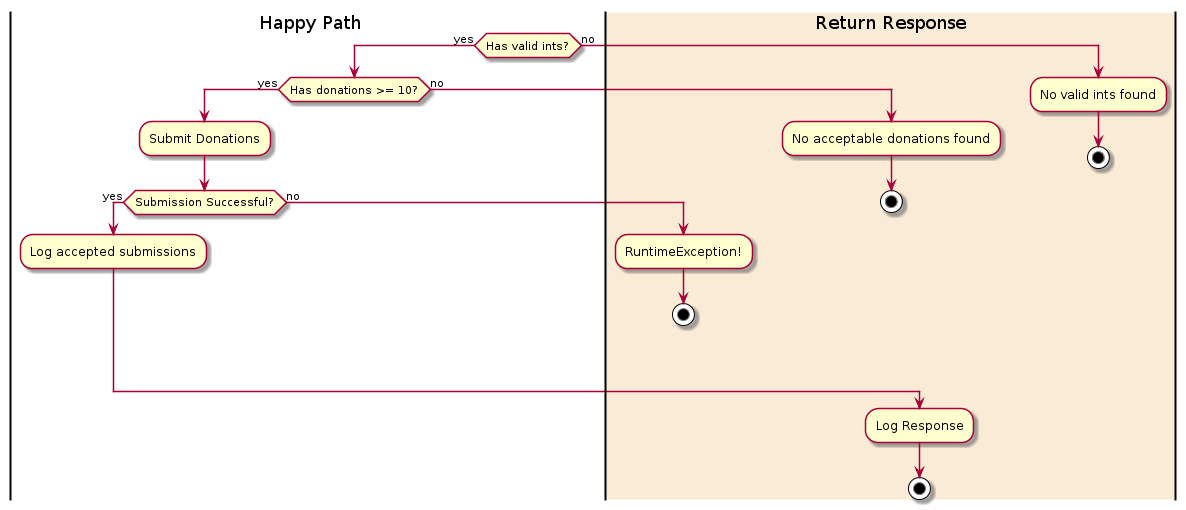 Happy Path
Return Response
yes
Has valid ints?
no
yes
Has donations >= 10?
no
No valid ints found
Submit Donations
No acceptable donations found
yes
Submission Successful?
no
Log accepted submissions
RuntimeException!
Log Response